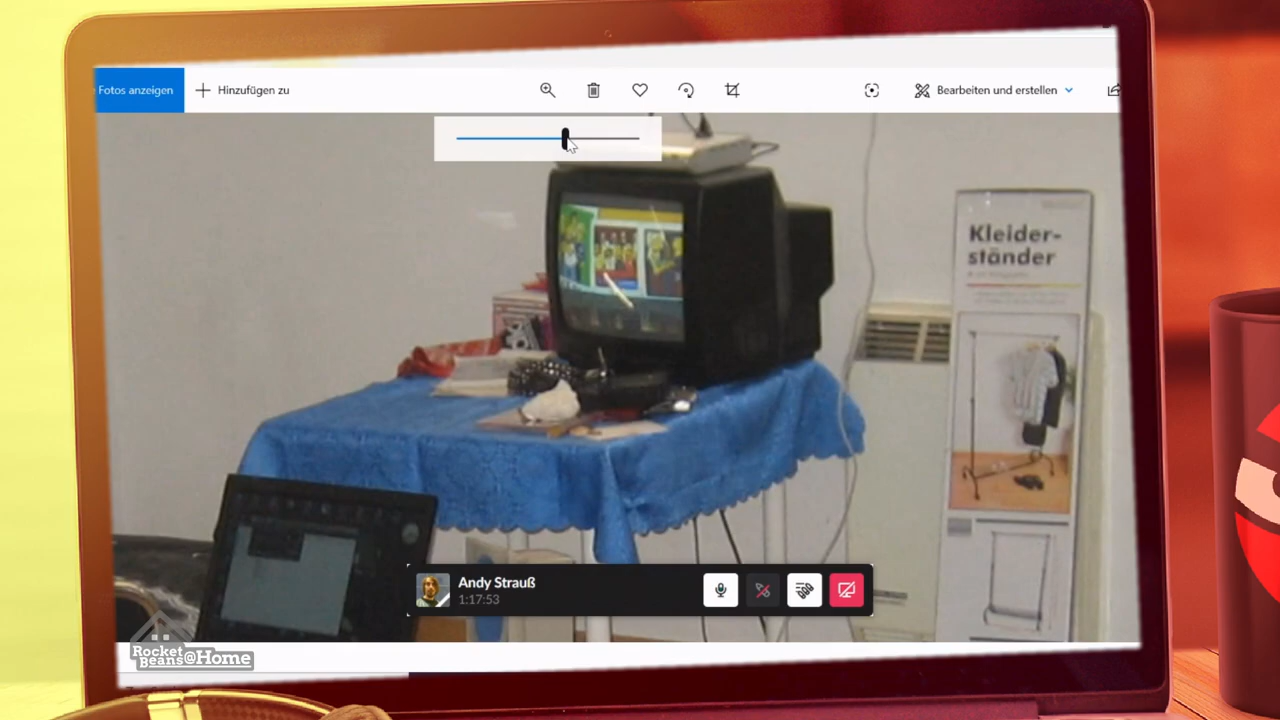 Fotos anzeigen
Hinzufügen zu
Bearbeiten und erstellen
Kleider-
ständer
Andy Strauß
1:17:53
Rocket
Beans@Home